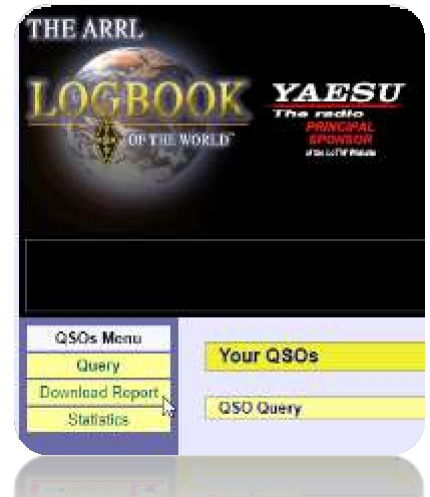 THE ARRL
LOGBOOK
OF THE WORLD
YAESU
The radio
PRINCIPAL
SPONSOR
QSOs Menu
Query
Download Report
Statistics
Your QSOs
QSO Query